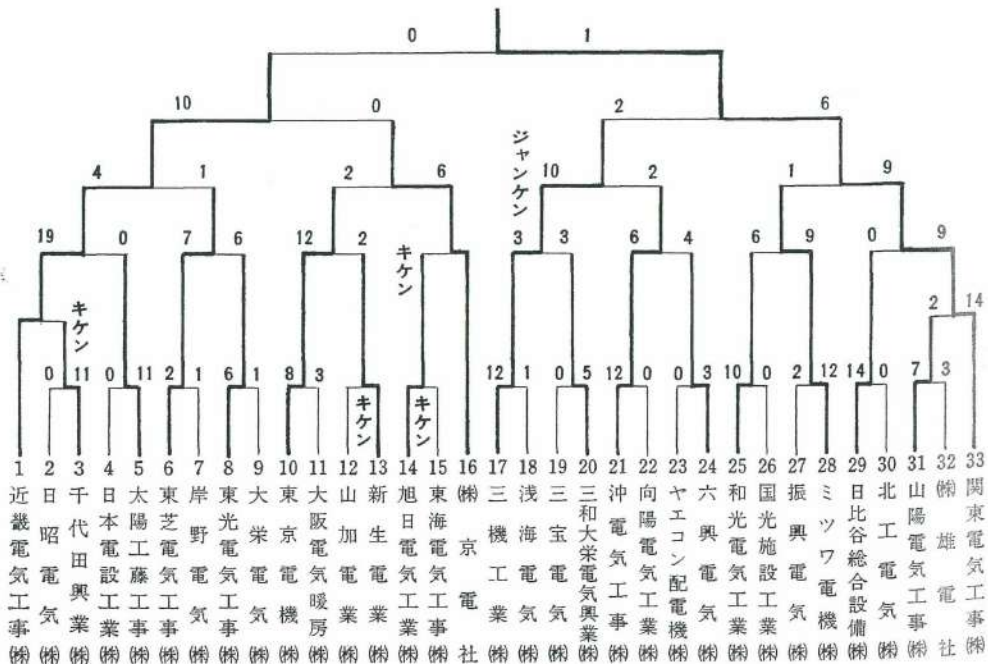 0 1
10 0 2 6
ジャンケン
4 1 2 6 10 2 1 9
キケン
19 0 7 6 12 2 3 3 6 4 6 9 0 9
キケン
2 14
0 11 0 11 2 1 6 1 8 3 12 1 0 5 12 0 0 3 10 0 2 12 14 0 7 3
キケン キケン
1 近畿電気工事(株)
2 日昭電気(株)
3 千代田興業(株)
4 日本電設工業(株)
5 太陽工藤工事(株)
6 東芝電気工事(株)
7 岸野電気(株)
8 東光電気工事(株)
9 大栄電気(株)
10 東京電機(株)
11 大阪電気暖房(株)
12 山加電業(株)
13 新生電業(株)
14 旭日電気工業(株)
15 東海電気工事(株)
16 (株)京電社
17 三機工業(株)
18 浅海電気(株)
19 三宝電気(株)
20 三和大栄電気興業(株)
21 沖電気工事(株)
22 向陽電気工業(株)
23 ヤエコン配電機(株)
24 六興電気(株)
25 和光電気工業(株)
26 国光施設工業(株)
27 振興電気(株)
28 ミツワ電機(株)
29 日比谷総合設備(株)
30 北工電気(株)
31 山陽電気工事(株)
32 (株)雄電社
33 関東電気工事(株)